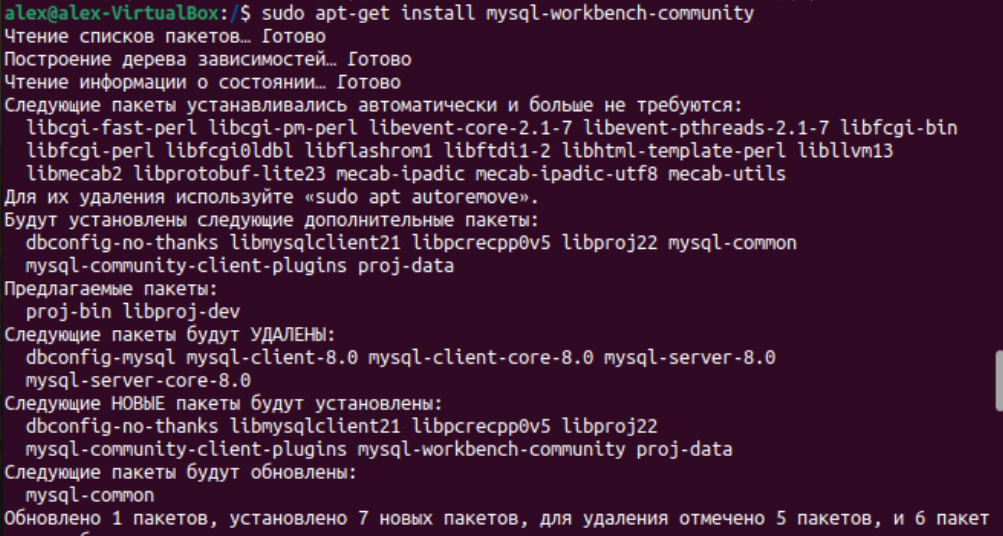 alex@alex-VirtualBox:/$ sudo apt-get install mysql-workbench-community
Чтение списков пакетов… Готово
Построение дерева зависимостей… Готово
Чтение информации о состоянии… Готово
Следующие пакеты устанавливались автоматически и больше не требуются:
  libcgi-fast-perl libcgi-pm-perl libevent-core-2.1-7 libevent-pthreads-2.1-7 libfcgi-bin
  libfcgi-perl libfcgi0ldbl libflashrom1 libftdi1-2 libhtml-template-perl libllvm13
  libmecab2 libprotobuf-lite23 mecab-ipadic mecab-ipadic-utf8 mecab-utils
Для их удаления используйте «sudo apt autoremove».
Будут установлены следующие дополнительные пакеты:
  dbconfig-no-thanks libmysqlclient21 libpcrecpp0v5 libproj22 mysql-common
  mysql-community-client-plugins proj-data
Предлагаемые пакеты:
  proj-bin libproj-dev
Следующие пакеты будут УДАЛЕНЫ:
  dbconfig-mysql mysql-client-8.0 mysql-client-core-8.0 mysql-server-8.0
  mysql-server-core-8.0
Следующие НОВЫЕ пакеты будут установлены:
  dbconfig-no-thanks libmysqlclient21 libpcrecpp0v5 libproj22
  mysql-community-client-plugins mysql-workbench-community proj-data
Следующие пакеты будут обновлены:
  mysql-common
Обновлено 1 пакетов, установлено 7 новых пакетов, для удаления отмечено 5 пакетов, и 6 пакет